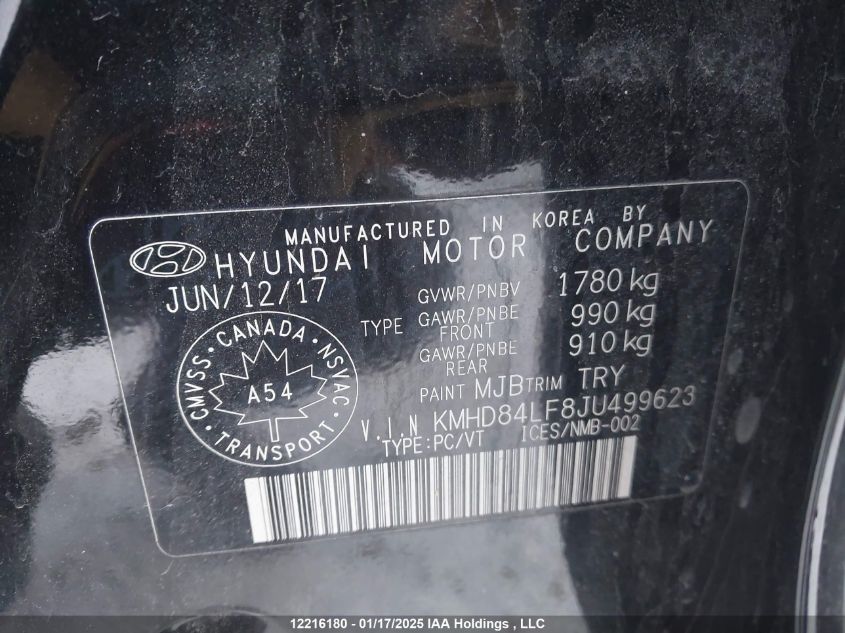 MANUFACTURED IN KOREA BY
HYUNDAI MOTOR COMPANY
JUN/12/17
GVWR/PNBV 1780 kg
TYPE GAWR/PNBE FRONT 990 kg
GAWR/PNBE REAR 910 kg
PAINT MJB TRIM TRY
CMVSS · CANADA · NSVAC · TRANSPORT ·
A54
V.I.N KMHD84LF8JU499623
TYPE:PC/VT ICES/NMB-002
12216180 - 01/17/2025 IAA Holdings , LLC